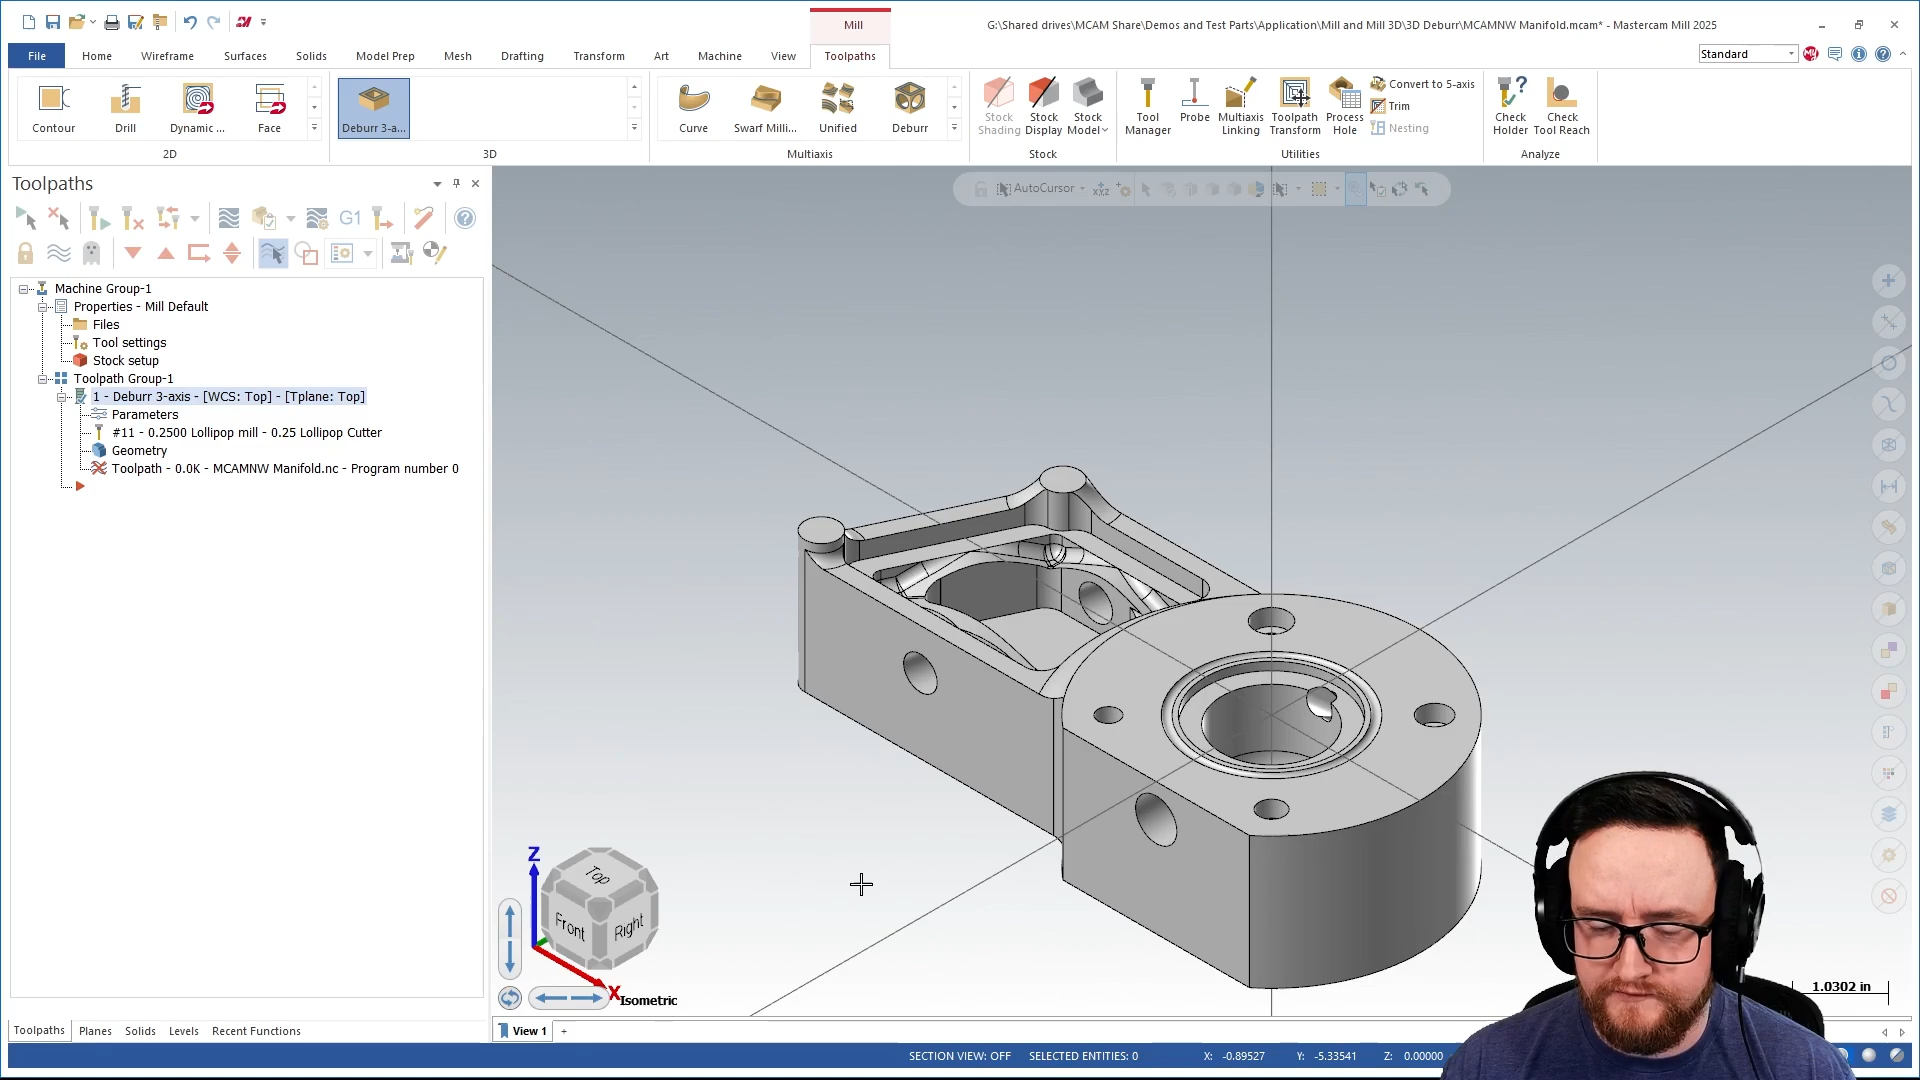 Mill
G:\Shared drives\MCAM Share\Demos and Test Parts\Application\Mill and Mill 3D\3D Deburr\MCAMNW Manifold.mcam* - Mastercam Mill 2025
File Home Wireframe Surfaces Solids Model Prep Mesh Drafting Transform Art Machine View Toolpaths
Standard
Contour Drill Dynamic ... Face
Deburr 3-a...
Curve Swarf Milli... Unified Deburr
Stock Shading
Stock Display
Stock Model
Tool Manager
Probe
Multiaxis Linking
Toolpath Transform
Process Hole
Convert to 5-axis
Trim
Nesting
Check Holder
Check Tool Reach
2D 3D Multiaxis Stock Utilities Analyze
Toolpaths
AutoCursor
G1
Machine Group-1
Properties - Mill Default
Files
Tool settings
Stock setup
Toolpath Group-1
1 - Deburr 3-axis - [WCS: Top] - [Tplane: Top]
Parameters
#11 - 0.2500 Lollipop mill - 0.25 Lollipop Cutter
Geometry
Toolpath - 0.0K - MCAMNW Manifold.nc - Program number 0
Z
Top
Front
Right
X
Isometric
1.0302 in
Toolpaths Planes Solids Levels Recent Functions
View 1 +
SECTION VIEW: OFF SELECTED ENTITIES: 0 X: -0.89527 Y: -5.33541 Z: 0.00000